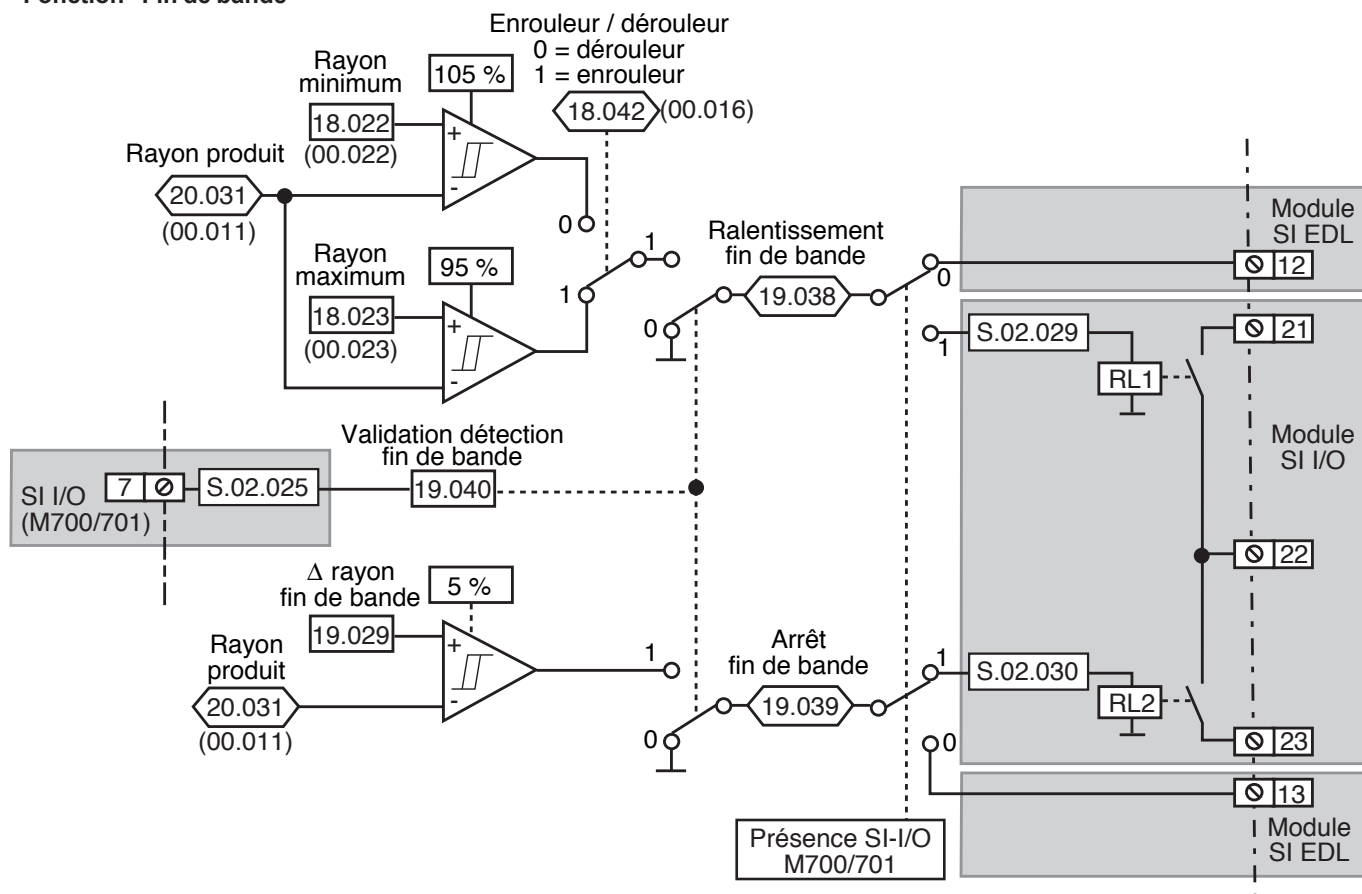 Fonction "Fin de bande"
Enrouleur / dérouleur
0 = dérouleur
1 = enrouleur
18.042
(00.016)
Rayon
minimum
105 %
18.022
(00.022)
+
-
Rayon produit
20.031
(00.011)
0
Rayon
maximum
95 %
18.023
(00.023)
+
-
1
1
0
Ralentissement
fin de bande
19.038
0
1
Module
SI EDL
12
S.02.029
RL1
21
Module
SI I/O
22
Validation détection
fin de bande
SI I/O
(M700/701)
7
S.02.025
19.040
∆ rayon
fin de bande
5 %
19.029
+
-
Rayon
produit
20.031
(00.011)
1
0
Arrêt
fin de bande
19.039
1
0
S.02.030
RL2
23
13
Module
SI EDL
Présence SI-I/O
M700/701